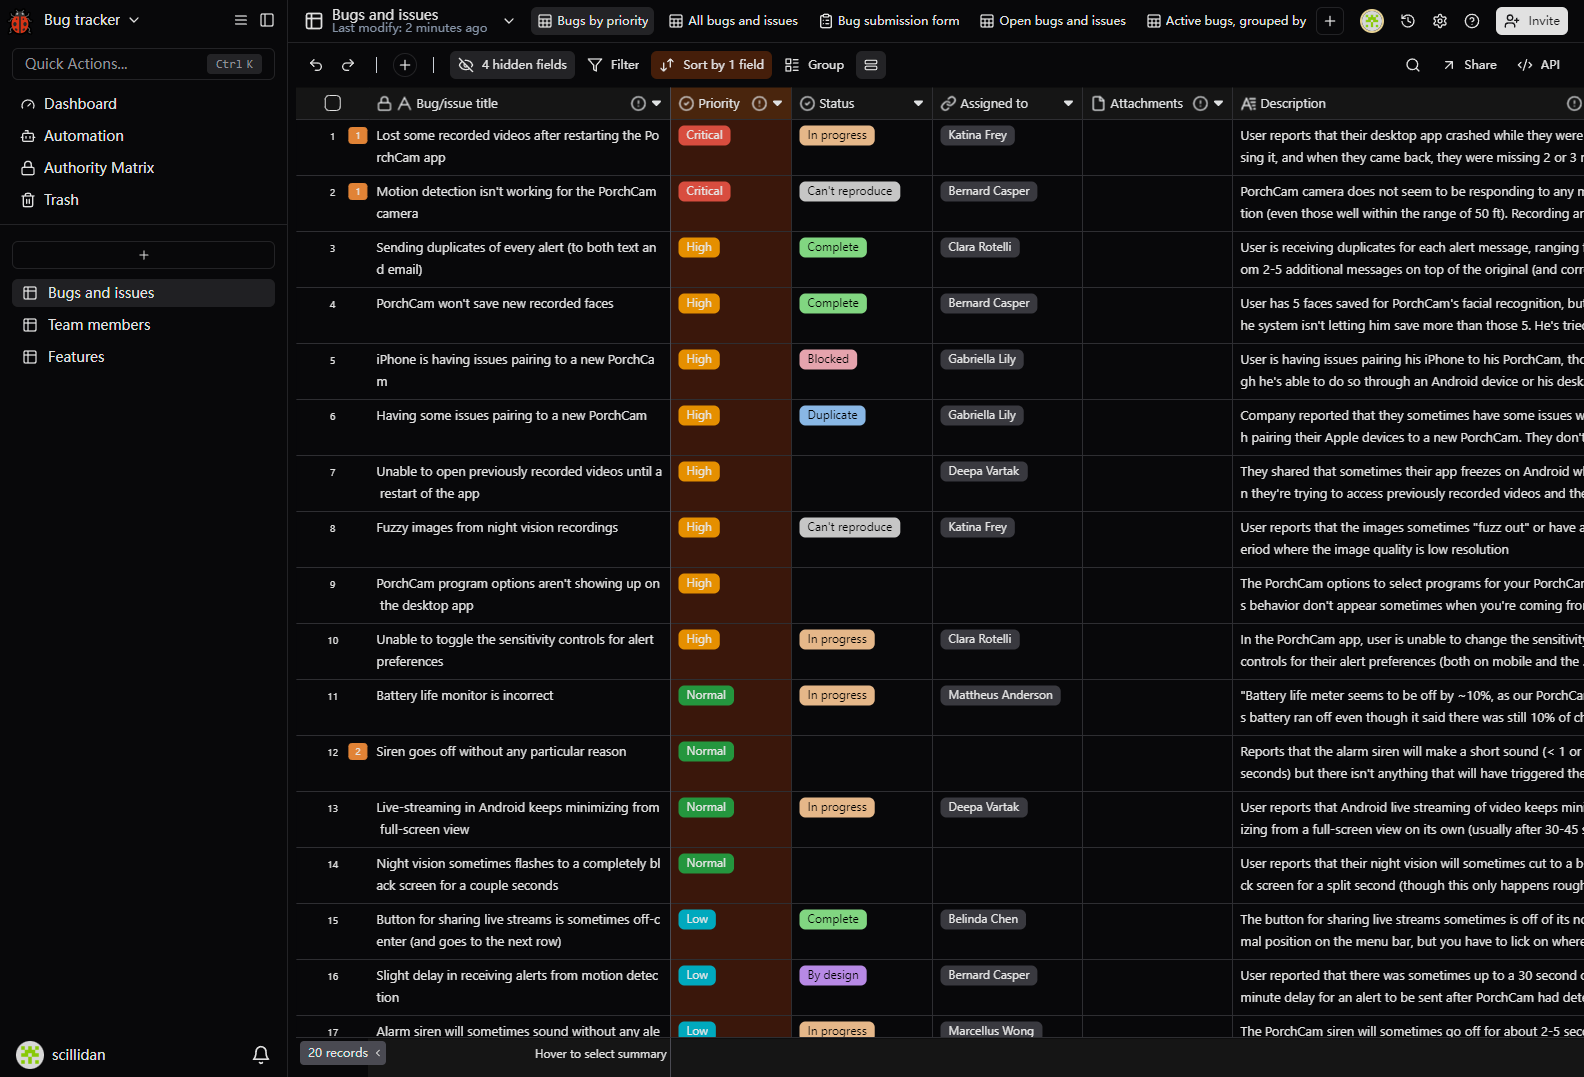 Bug tracker
Quick Actions...
Ctrl K
Dashboard
Automation
Authority Matrix
Trash
Bugs and issues
Team members
Features
scillidan
Bugs and issues
Last modify: 2 minutes ago
Bugs by priority
All bugs and issues
Bug submission form
Open bugs and issues
Active bugs, grouped by
Invite
4 hidden fields
Filter
Sort by 1 field
Group
Share
API
Bug/issue title
Priority
Status
Assigned to
Attachments
Description
1
1
Lost some recorded videos after restarting the Po
rchCam app
Critical
In progress
Katina Frey
User reports that their desktop app crashed while they were
sing it, and when they came back, they were missing 2 or 3
2
1
Motion detection isn't working for the PorchCam
camera
Critical
Can't reproduce
Bernard Casper
PorchCam camera does not seem to be responding to any
tion (even those well within the range of 50 ft). Recording
3
Sending duplicates of every alert (to both text an
d email)
High
Complete
Clara Rotelli
User is receiving duplicates for each alert message, ranging
om 2-5 additional messages on top of the original (and corr
4
PorchCam won't save new recorded faces
High
Complete
Bernard Casper
User has 5 faces saved for PorchCam's facial recognition, but
he system isn't letting him save more than those 5. He's tried
5
iPhone is having issues pairing to a new PorchCa
m
High
Blocked
Gabriella Lily
User is having issues pairing his iPhone to his PorchCam, tho
gh he's able to do so through an Android device or his desk
6
Having some issues pairing to a new PorchCam
High
Duplicate
Gabriella Lily
Company reported that they sometimes have some issues
h pairing their Apple devices to a new PorchCam. They don't
7
Unable to open previously recorded videos until a
restart of the app
High
Deepa Vartak
They shared that sometimes their app freezes on Android
n they're trying to access previously recorded videos and the
8
Fuzzy images from night vision recordings
High
Can't reproduce
Katina Frey
User reports that the images sometimes "fuzz out" or have a
eriod where the image quality is low resolution
9
PorchCam program options aren't showing up on
the desktop app
High
The PorchCam options to select programs for your PorchCam
s behavior don't appear sometimes when you're coming from
10
Unable to toggle the sensitivity controls for alert
preferences
High
In progress
Clara Rotelli
In the PorchCam app, user is unable to change the sensitivity
controls for their alert preferences (both on mobile and the
11
Battery life monitor is incorrect
Normal
In progress
Mattheus Anderson
"Battery life meter seems to be off by ~10%, as our PorchCam
s battery ran off even though it said there was still 10% of ch
12
2
Siren goes off without any particular reason
Normal
Reports that the alarm siren will make a short sound (< 1 or
seconds) but there isn't anything that will have triggered the
13
Live-streaming in Android keeps minimizing from
full-screen view
Normal
In progress
Deepa Vartak
User reports that Android live streaming of video keeps mini
izing from a full-screen view on its own (usually after 30-45 s
14
Night vision sometimes flashes to a completely bl
ack screen for a couple seconds
Normal
User reports that their night vision will sometimes cut to a b
ck screen for a split second (though this only happens rough
15
Button for sharing live streams is sometimes off-c
enter (and goes to the next row)
Low
Complete
Belinda Chen
The button for sharing live streams sometimes is off of its no
mal position on the menu bar, but you have to lick on where
16
Slight delay in receiving alerts from motion detec
tion
Low
By design
Bernard Casper
User reported that there was sometimes up to a 30 second
minute delay for an alert to be sent after PorchCam had dete
17
Alarm siren will sometimes sound without any ale
Low
In progress
Marcellus Wong
The PorchCam siren will sometimes go off for about 2-5 seco
20 records
Hover to select summary